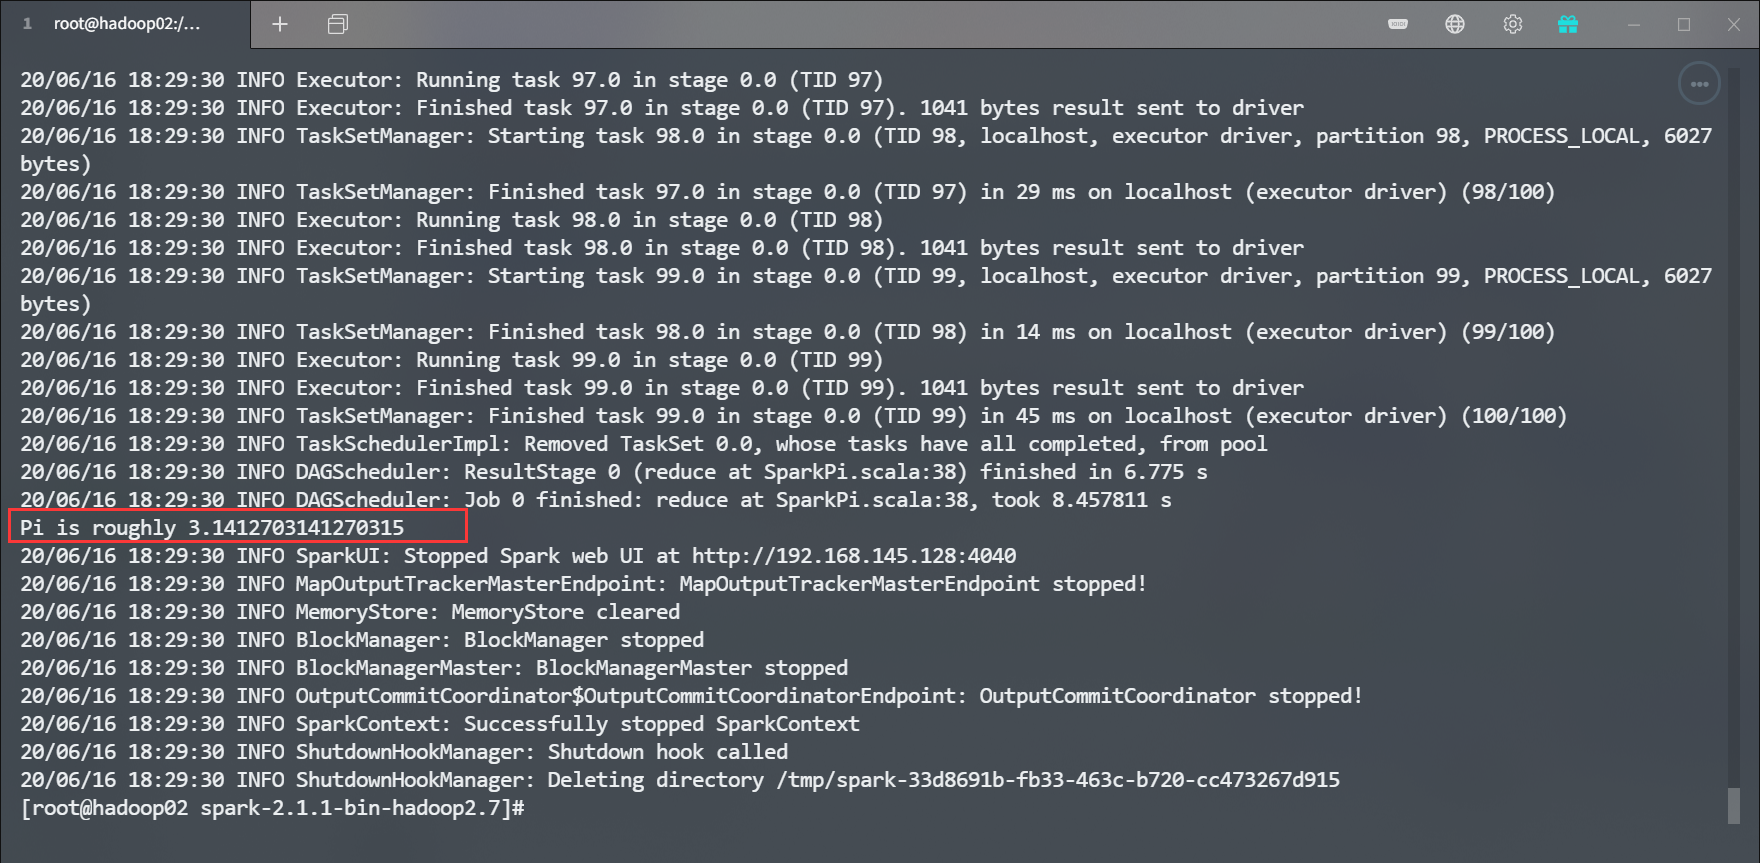 1 root@hadoop02:/...
20/06/16 18:29:30 INFO Executor: Running task 97.0 in stage 0.0 (TID 97)
20/06/16 18:29:30 INFO Executor: Finished task 97.0 in stage 0.0 (TID 97). 1041 bytes result sent to driver
20/06/16 18:29:30 INFO TaskSetManager: Starting task 98.0 in stage 0.0 (TID 98, localhost, executor driver, partition 98, PROCESS_LOCAL, 6027
bytes)
20/06/16 18:29:30 INFO TaskSetManager: Finished task 97.0 in stage 0.0 (TID 97) in 29 ms on localhost (executor driver) (98/100)
20/06/16 18:29:30 INFO Executor: Running task 98.0 in stage 0.0 (TID 98)
20/06/16 18:29:30 INFO Executor: Finished task 98.0 in stage 0.0 (TID 98). 1041 bytes result sent to driver
20/06/16 18:29:30 INFO TaskSetManager: Starting task 99.0 in stage 0.0 (TID 99, localhost, executor driver, partition 99, PROCESS_LOCAL, 6027
bytes)
20/06/16 18:29:30 INFO TaskSetManager: Finished task 98.0 in stage 0.0 (TID 98) in 14 ms on localhost (executor driver) (99/100)
20/06/16 18:29:30 INFO Executor: Running task 99.0 in stage 0.0 (TID 99)
20/06/16 18:29:30 INFO Executor: Finished task 99.0 in stage 0.0 (TID 99). 1041 bytes result sent to driver
20/06/16 18:29:30 INFO TaskSetManager: Finished task 99.0 in stage 0.0 (TID 99) in 45 ms on localhost (executor driver) (100/100)
20/06/16 18:29:30 INFO TaskSchedulerImpl: Removed TaskSet 0.0, whose tasks have all completed, from pool
20/06/16 18:29:30 INFO DAGScheduler: ResultStage 0 (reduce at SparkPi.scala:38) finished in 6.775 s
20/06/16 18:29:30 INFO DAGScheduler: Job 0 finished: reduce at SparkPi.scala:38, took 8.457811 s
Pi is roughly 3.1412703141270315
20/06/16 18:29:30 INFO SparkUI: Stopped Spark web UI at http://192.168.145.128:4040
20/06/16 18:29:30 INFO MapOutputTrackerMasterEndpoint: MapOutputTrackerMasterEndpoint stopped!
20/06/16 18:29:30 INFO MemoryStore: MemoryStore cleared
20/06/16 18:29:30 INFO BlockManager: BlockManager stopped
20/06/16 18:29:30 INFO BlockManagerMaster: BlockManagerMaster stopped
20/06/16 18:29:30 INFO OutputCommitCoordinator$OutputCommitCoordinatorEndpoint: OutputCommitCoordinator stopped!
20/06/16 18:29:30 INFO SparkContext: Successfully stopped SparkContext
20/06/16 18:29:30 INFO ShutdownHookManager: Shutdown hook called
20/06/16 18:29:30 INFO ShutdownHookManager: Deleting directory /tmp/spark-33d8691b-fb33-463c-b720-cc473267d915
[root@hadoop02 spark-2.1.1-bin-hadoop2.7]#